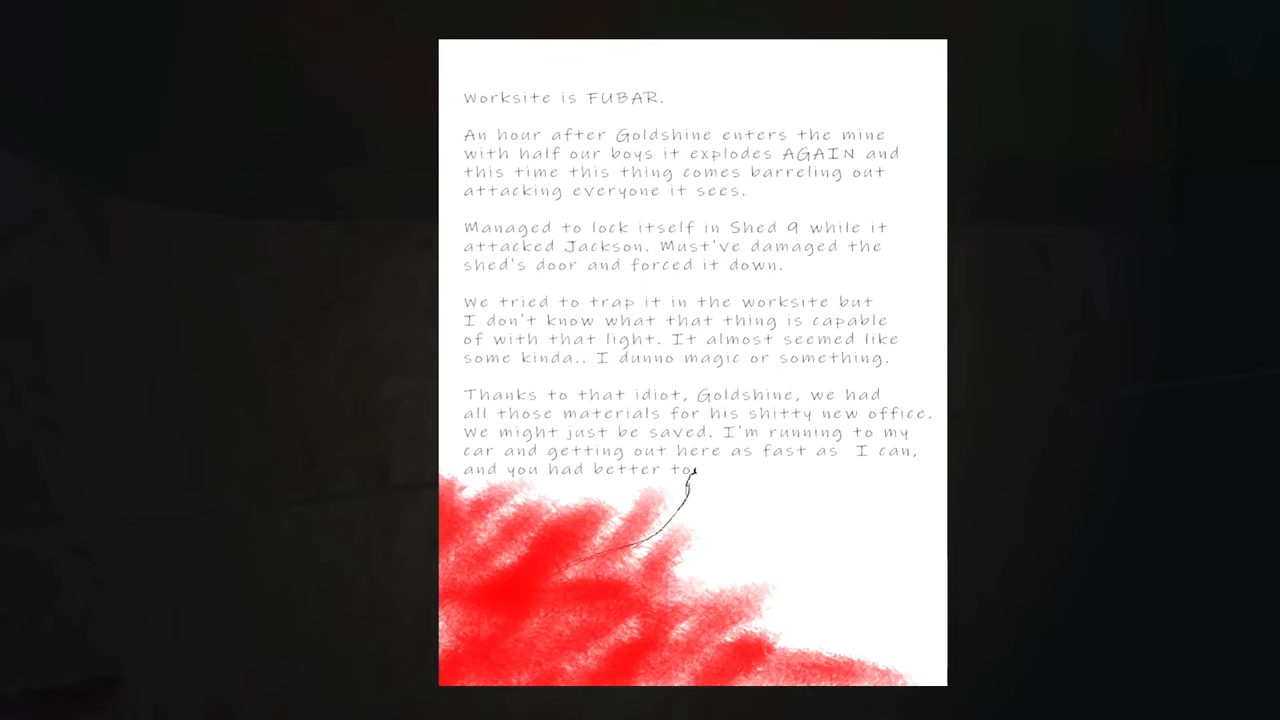 Worksite is FUBAR.
An hour after Goldshine enters the mine
with half our boys it explodes AGAIN and
this time this thing comes barreling out
attacking everyone it sees.
Managed to lock itself in Shed 9 while it
attacked Jackson. Must've damaged the
shed's door and forced it down.
We tried to trap it in the worksite but
I don't know what that thing is capable
of with that light. It almost seemed like
some kinda.. I dunno magic or something.
Thanks to that idiot, Goldshine, we had
all those materials for his shitty new office.
We might just be saved. I'm running to my
car and getting out here as fast as I can,
and you had better to